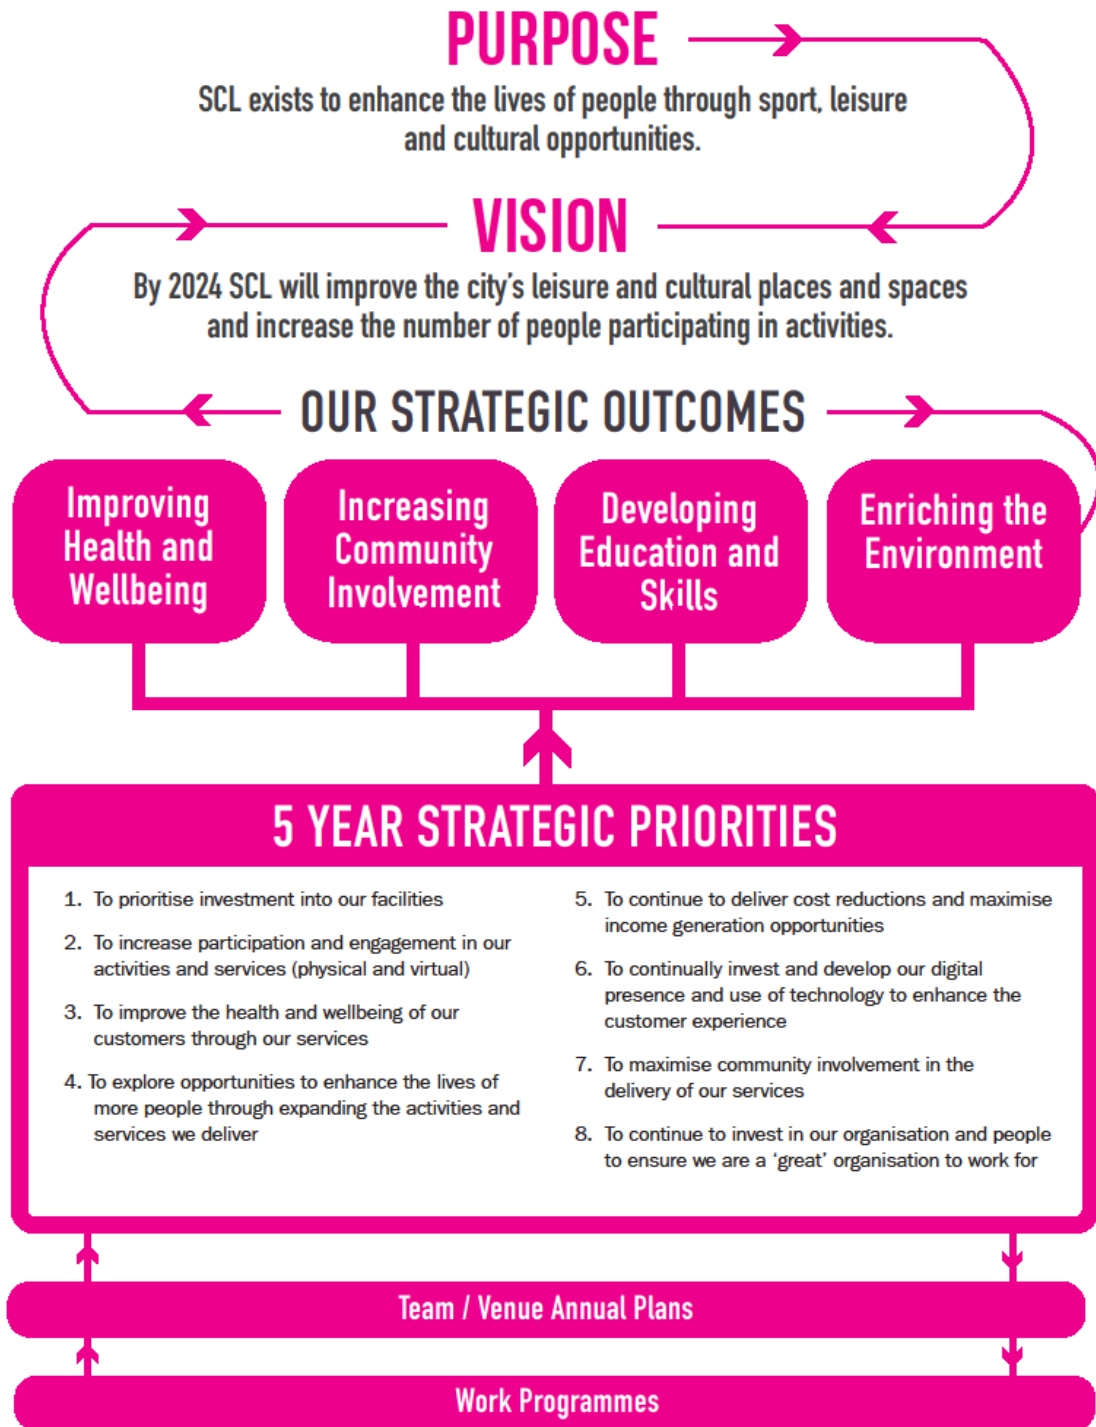 PURPOSE
SCL exists to enhance the lives of people through sport, leisure
and cultural opportunities.
VISION
By 2024 SCL will improve the city's leisure and cultural places and spaces
and increase the number of people participating in activities.
OUR STRATEGIC OUTCOMES
Improving
Health and
Wellbeing
Increasing
Community
Involvement
Developing
Education and
Skills
Enriching the
Environment
5 YEAR STRATEGIC PRIORITIES
1. To prioritise investment into our facilities
2. To increase participation and engagement in our
activities and services (physical and virtual)
3. To improve the health and wellbeing of our
customers through our services
4. To explore opportunities to enhance the lives of
more people through expanding the activities and
services we deliver
5. To continue to deliver cost reductions and maximise
income generation opportunities
6. To continually invest and develop our digital
presence and use of technology to enhance the
customer experience
7. To maximise community involvement in the
delivery of our services
8. To continue to invest in our organisation and people
to ensure we are a 'great' organisation to work for
Team / Venue Annual Plans
Work Programmes